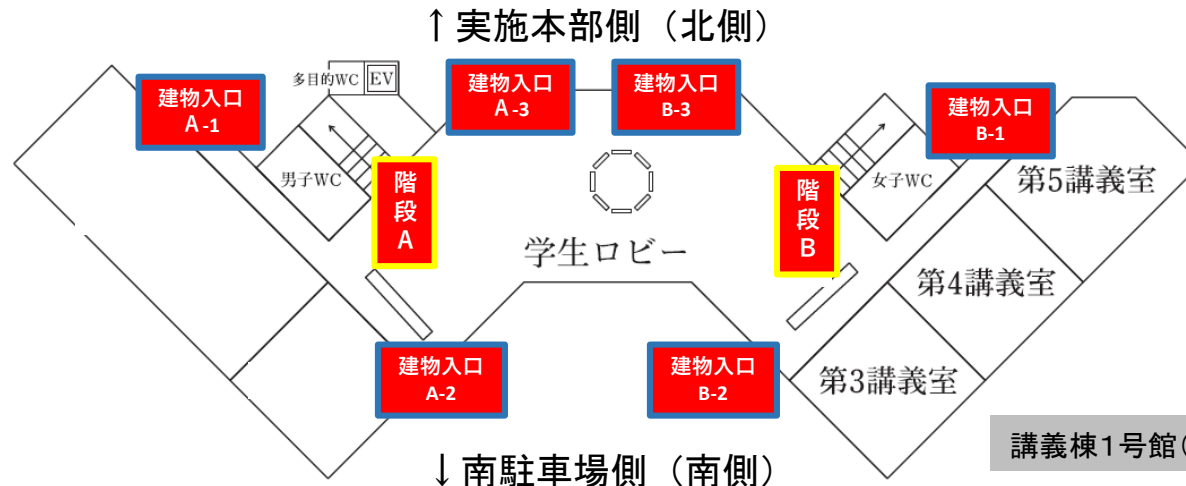 ↑実施本部側（北側）
多目的WC
EV
建物入口
A-1
建物入口
A-3
建物入口
B-3
建物入口
B-1
男子WC
階
段
A
階
段
B
女子WC
第5講義室
学生ロビー
第4講義室
建物入口
A-2
建物入口
B-2
第3講義室
講義棟1号館(
↓南駐車場側（南側）